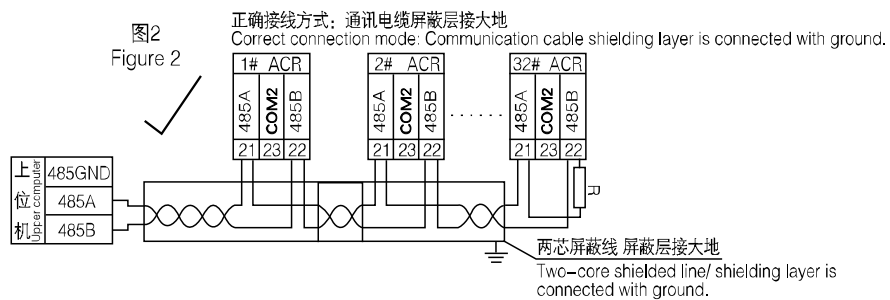 正确接线方式：通讯电缆屏蔽层接大地
图2
Correct connection mode: Communication cable shielding layer is connected with ground.
Figure 2
1# ACR
2# ACR
32# ACR
485A COM2 485B
485A COM2 485B
485A COM2 485B
......
21 23 22
21 23 22
21 23 22
上位机
Upper computer
485GND
485A
485B
R
两芯屏蔽线 屏蔽层接大地
Two-core shielded line/ shielding layer is
connected with ground.